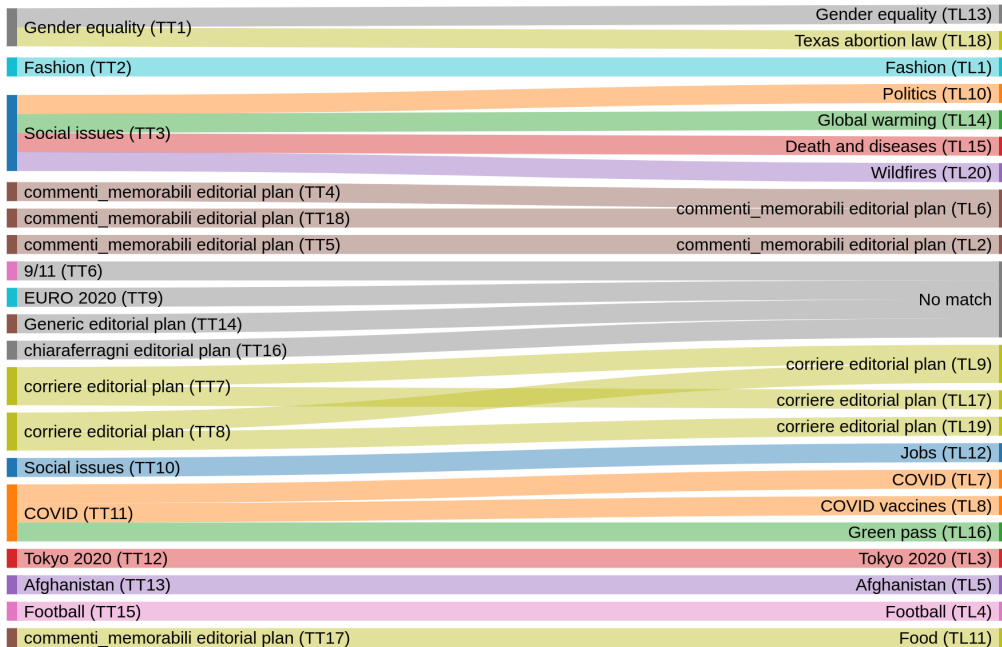 Gender equality (TT1)
Gender equality (TL13)
Texas abortion law (TL18)
Fashion (TT2)
Fashion (TL1)
Social issues (TT3)
Politics (TL10)
Global warming (TL14)
Death and diseases (TL15)
Wildfires (TL20)
commenti_memorabili editorial plan (TT4)
commenti_memorabili editorial plan (TT18)
commenti_memorabili editorial plan (TL6)
commenti_memorabili editorial plan (TT5)
commenti_memorabili editorial plan (TL2)
9/11 (TT6)
EURO 2020 (TT9)
Generic editorial plan (TT14)
chiaraferragni editorial plan (TT16)
No match
corriere editorial plan (TT7)
corriere editorial plan (TL9)
corriere editorial plan (TL17)
corriere editorial plan (TT8)
corriere editorial plan (TL19)
Social issues (TT10)
Jobs (TL12)
COVID (TT11)
COVID (TL7)
COVID vaccines (TL8)
Green pass (TL16)
Tokyo 2020 (TT12)
Tokyo 2020 (TL3)
Afghanistan (TT13)
Afghanistan (TL5)
Football (TT15)
Football (TL4)
commenti_memorabili editorial plan (TT17)
Food (TL11)